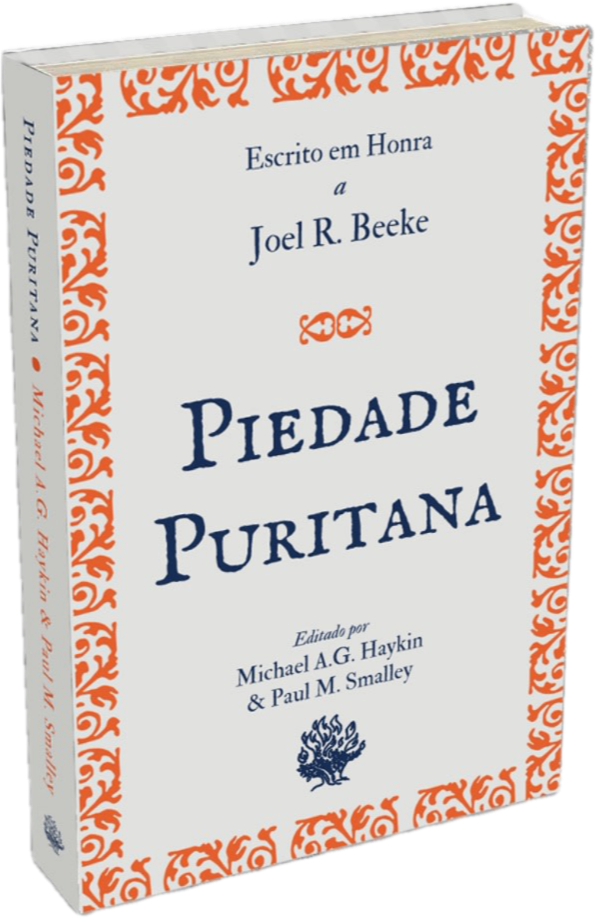 Escrito em Honra
a
Joel R. Beeke
PIEDADE
PURITANA
Editado por
Michael A.G. Haykin
& Paul M. Smalley
PIEDADE PURITANA • Michael A.G. Haykin & Paul M. Smalley